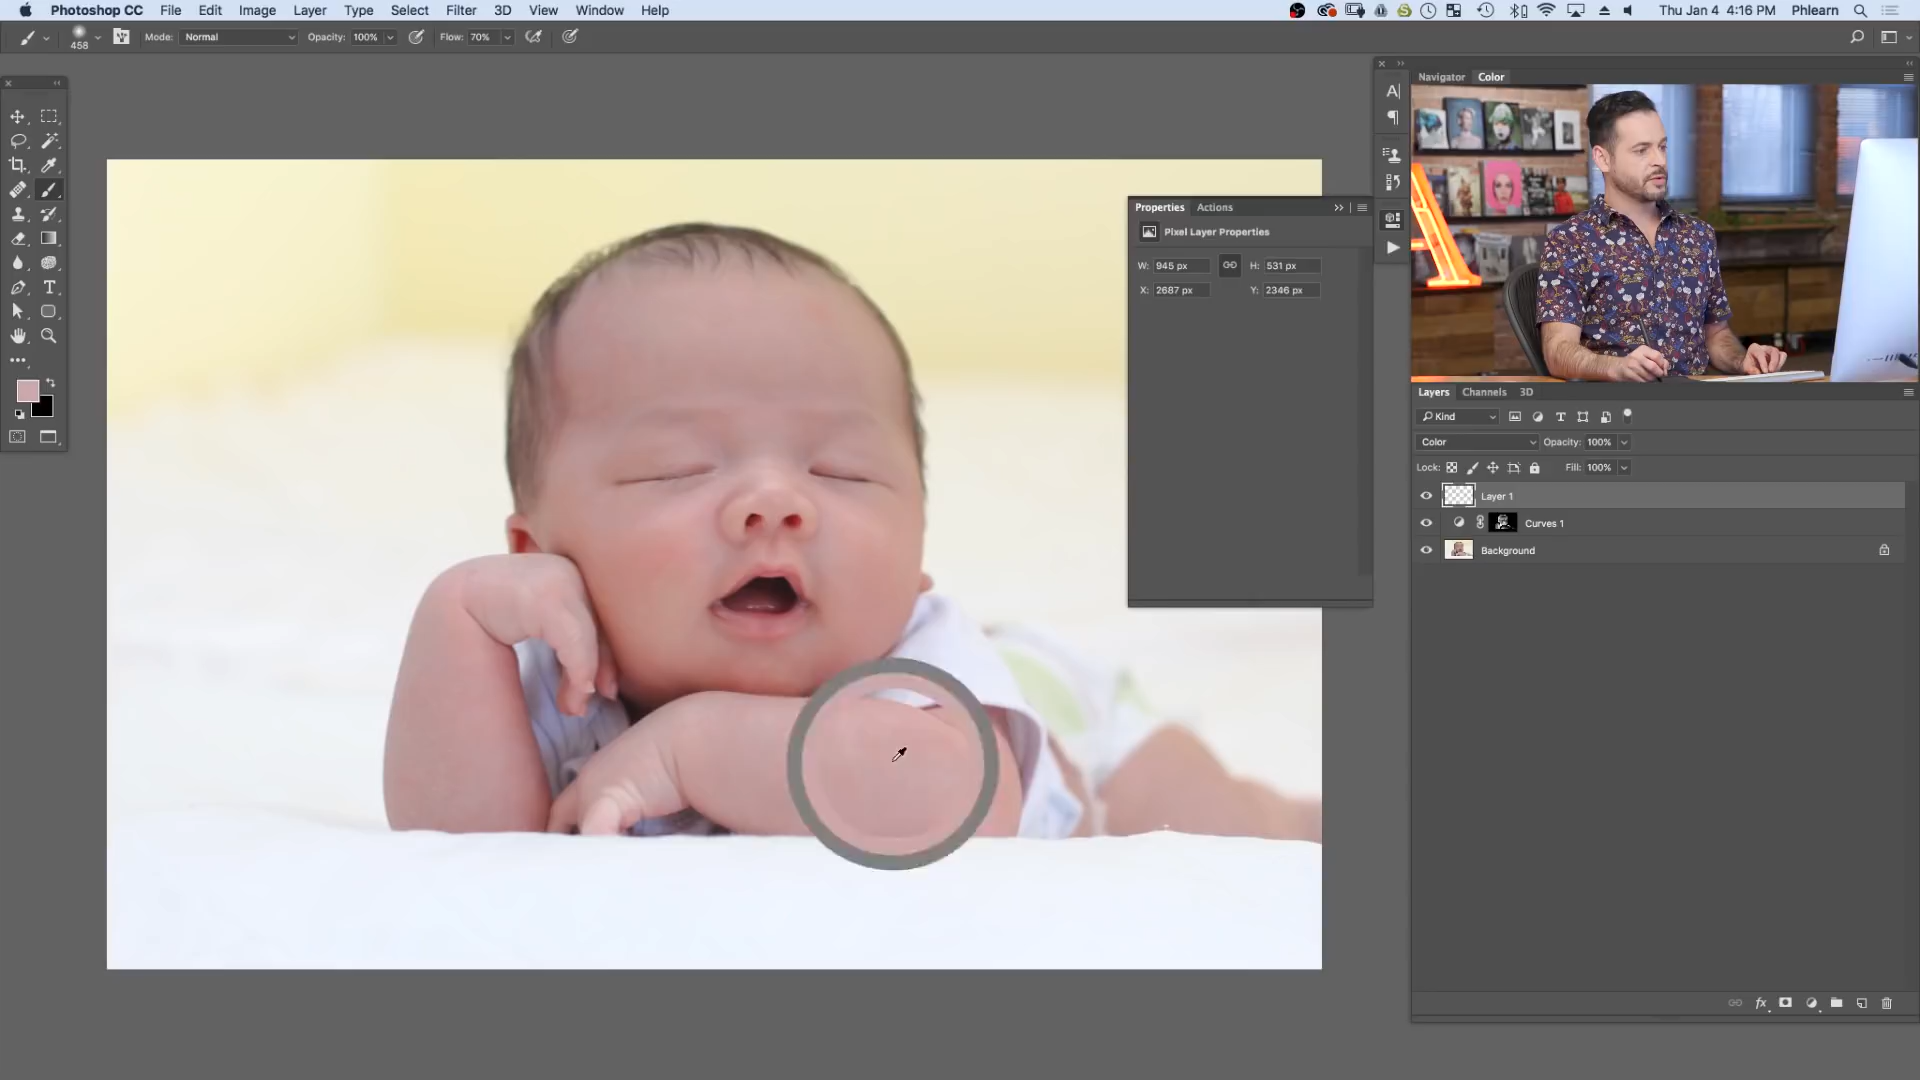 Photoshop CC File Edit Image Layer Type Select Filter 3D View Window Help Thu Jan 4 4:16 PM Phlearn
458 Mode: Normal Opacity: 100% Flow: 70%
Navigator Color
Properties Actions
Pixel Layer Properties
W: 945 px H: 531 px
X: 2687 px Y: 2346 px
Layers Channels 3D
Kind
Color Opacity: 100%
Lock: Fill: 100%
Layer 1
Curves 1
Background
fx